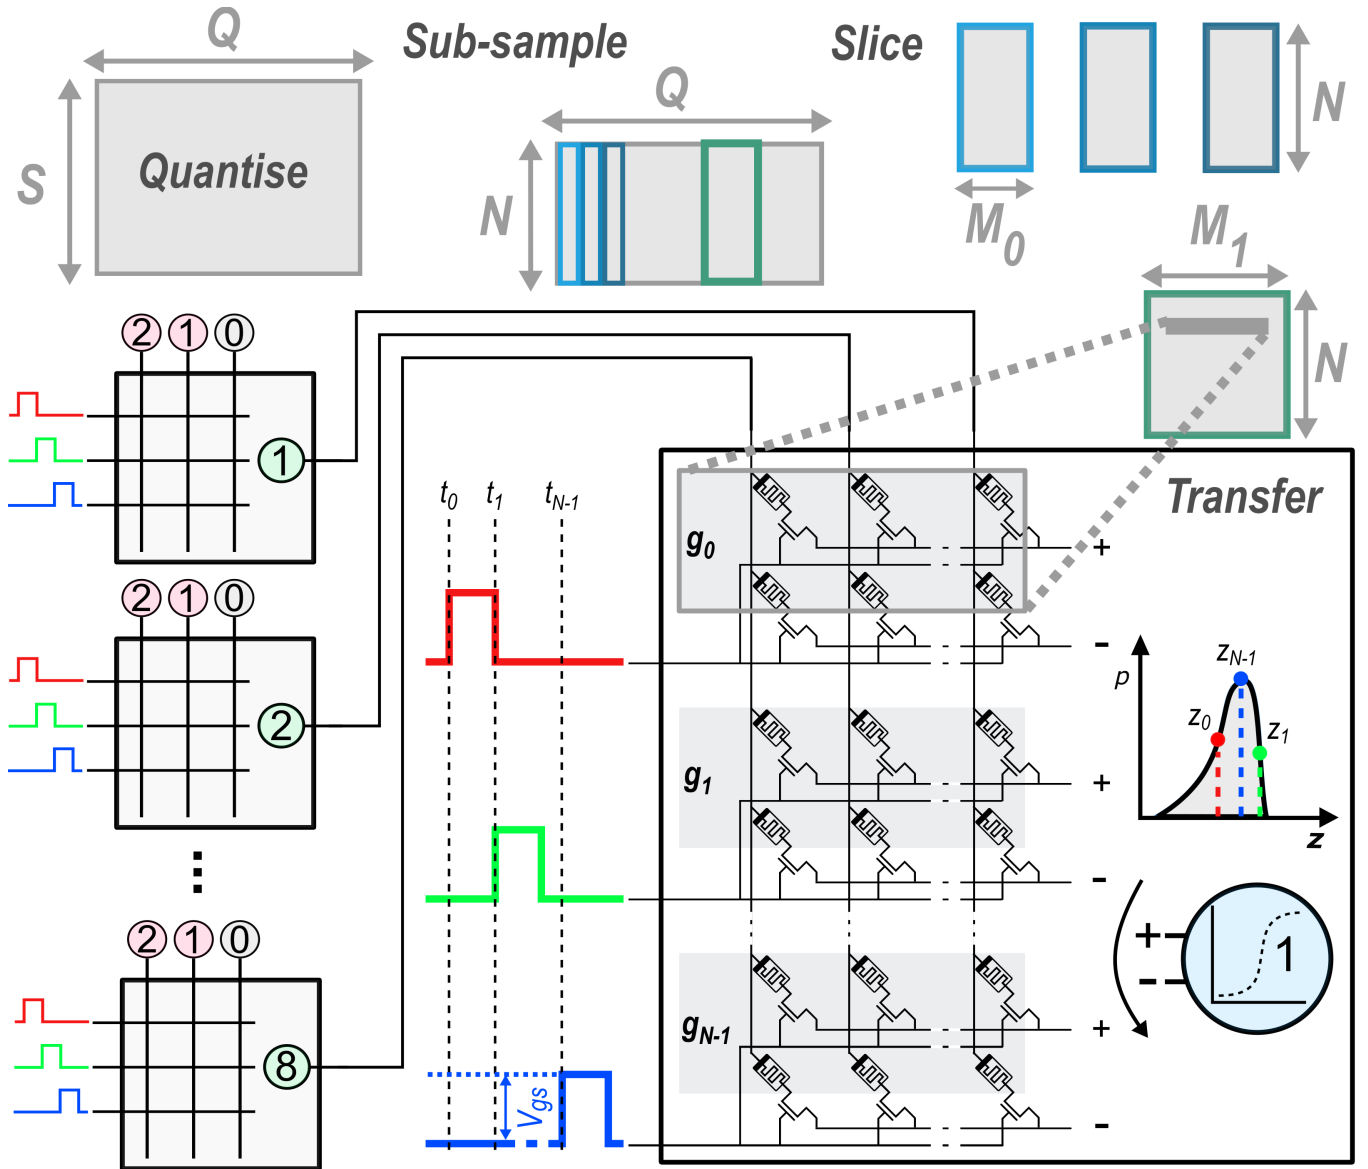 Q
Sub-sample
Slice
S
Quantise
Q
N
N
M0
M1
N
2 1 0
1
2 1 0
2
2 1 0
8
t0 t1 tN-1
Vgs
Transfer
g0
+
-
g1
+
-
gN-1
+
-
p
z0
zN-1
z1
z
+
-
1